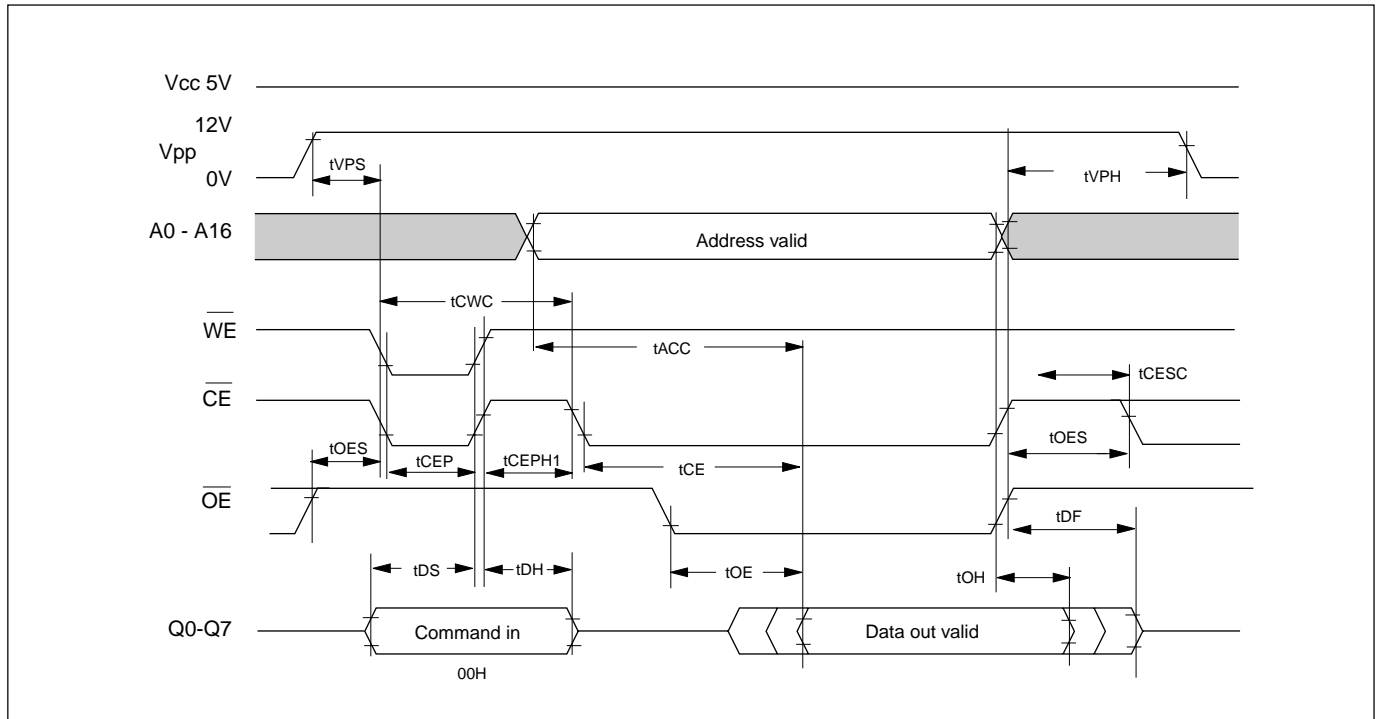 Vcc 5V
12V
Vpp
0V
tVPS
tVPH
A0 - A16
Address valid
tCWC
WE
tACC
tCESC
CE
tOES
tCEP
tCEPH1
tCE
tOES
OE
tDF
tDS
tDH
tOE
tOH
Q0-Q7
Command in
Data out valid
00H